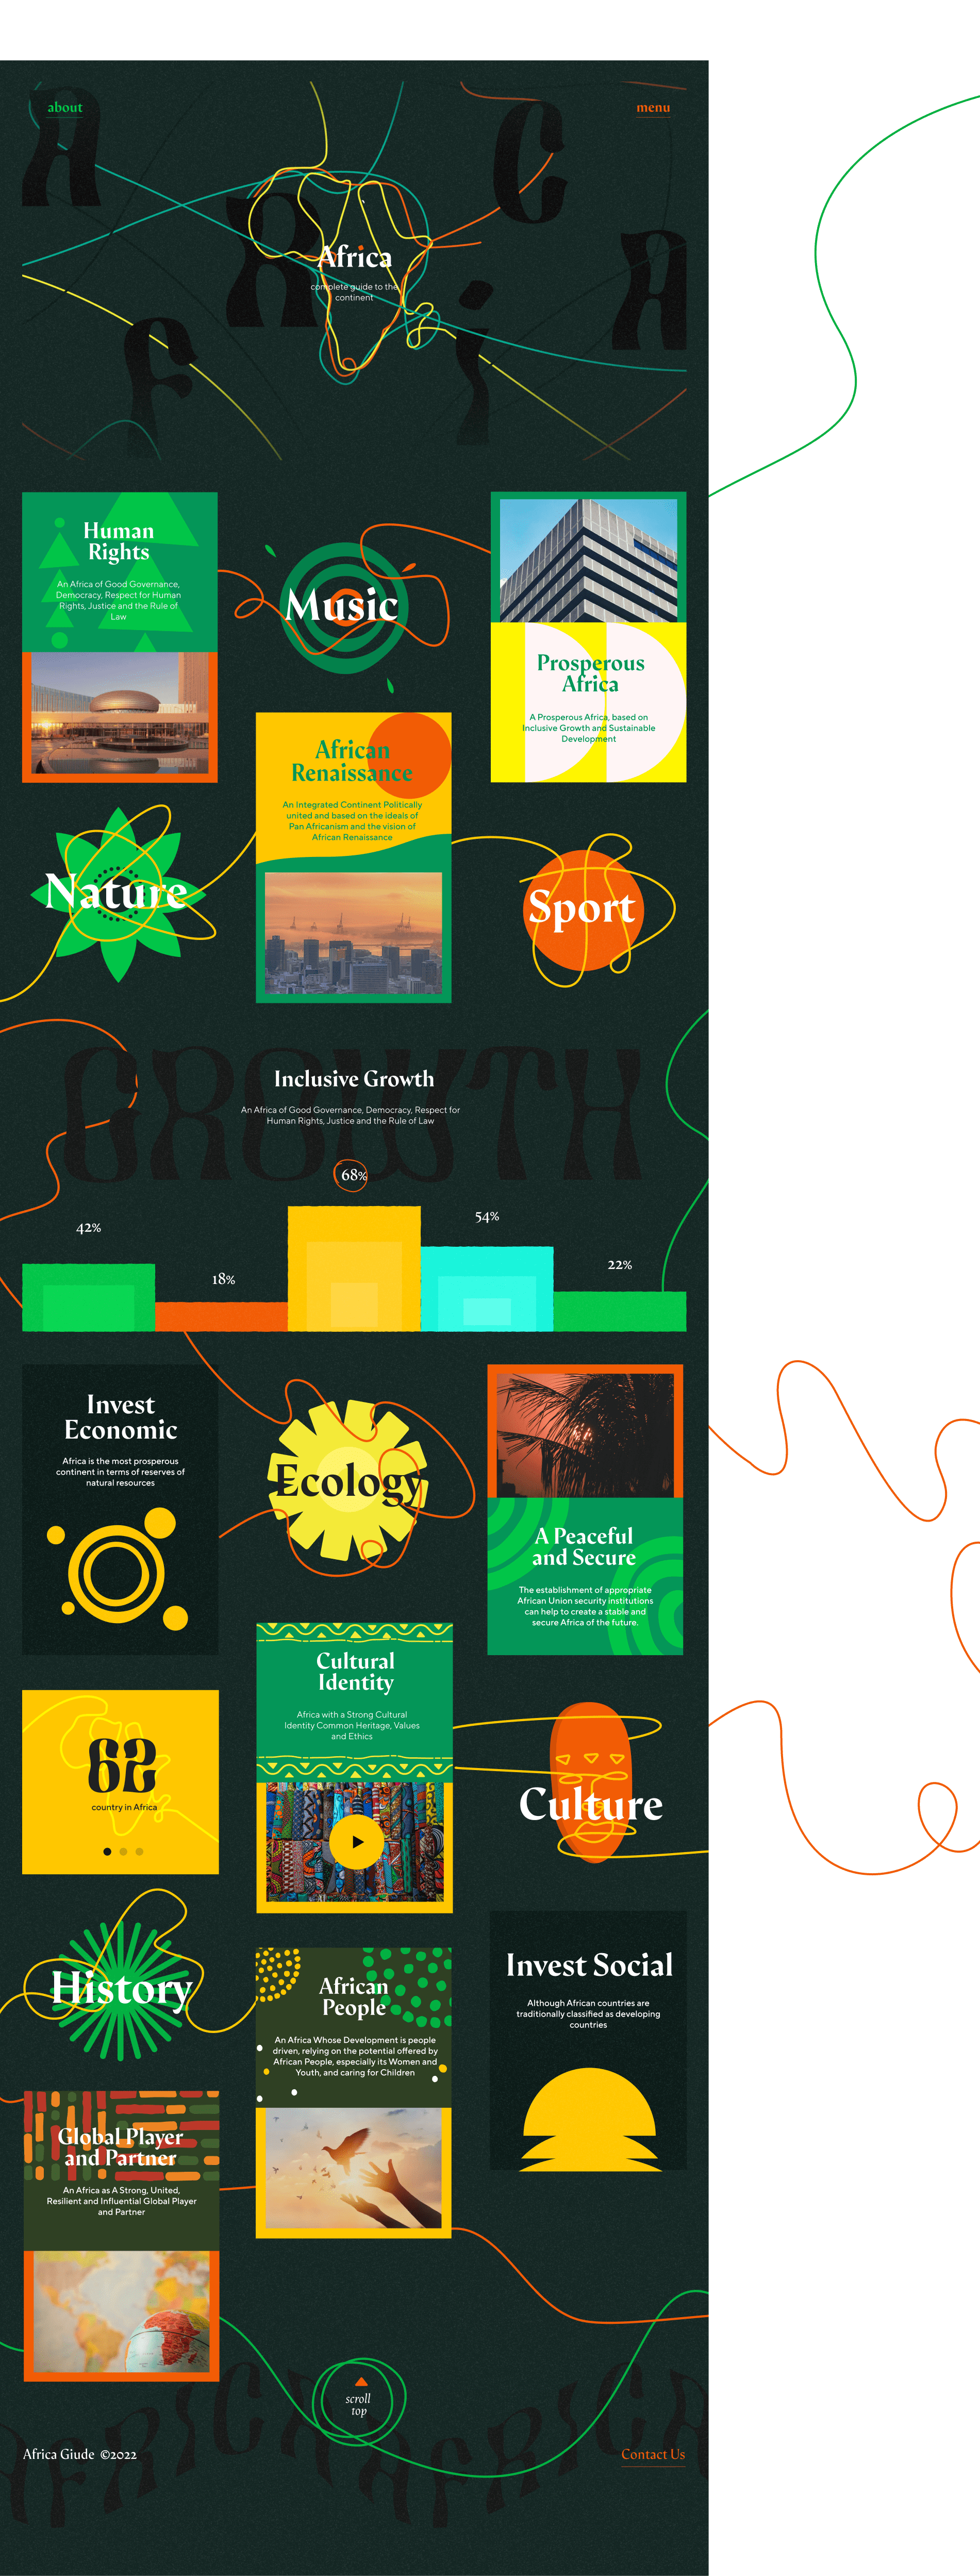 about
menu
A
F
R
i
C
A
Africa
complete guide to the
continent
Human
Rights
An Africa of Good Governance,
Democracy, Respect for Human
Rights, Justice and the Rule of
Law
Music
Prosperous
Africa
A Prosperous Africa, based on
Inclusive Growth and Sustainable
Development
African
Renaissance
An Integrated Continent Politically
united and based on the ideals of
Pan Africanism and the vision of
African Renaissance
Nature
Sport
GROWTH
Inclusive Growth
An Africa of Good Governance, Democracy, Respect for
Human Rights, Justice and the Rule of Law
42%
18%
68%
54%
22%
Invest
Economic
Africa is the most prosperous
continent in terms of reserves of
natural resources
Ecology
A Peaceful
and Secure
The establishment of appropriate
African Union security institutions
can help to create a stable and
secure Africa of the future.
Cultural
Identity
Africa with a Strong Cultural
Identity Common Heritage, Values
and Ethics
62
country in Africa
Culture
History
African
People
An Africa Whose Development is people
driven, relying on the potential offered by
African People, especially its Women and
Youth, and caring for Children
Invest Social
Although African countries are
traditionally classified as developing
countries
Global Player
and Partner
An Africa as A Strong, United,
Resilient and Influential Global Player
and Partner
AFRiCA AFRiCA
scroll
top
Africa Giude ©2022
Contact Us